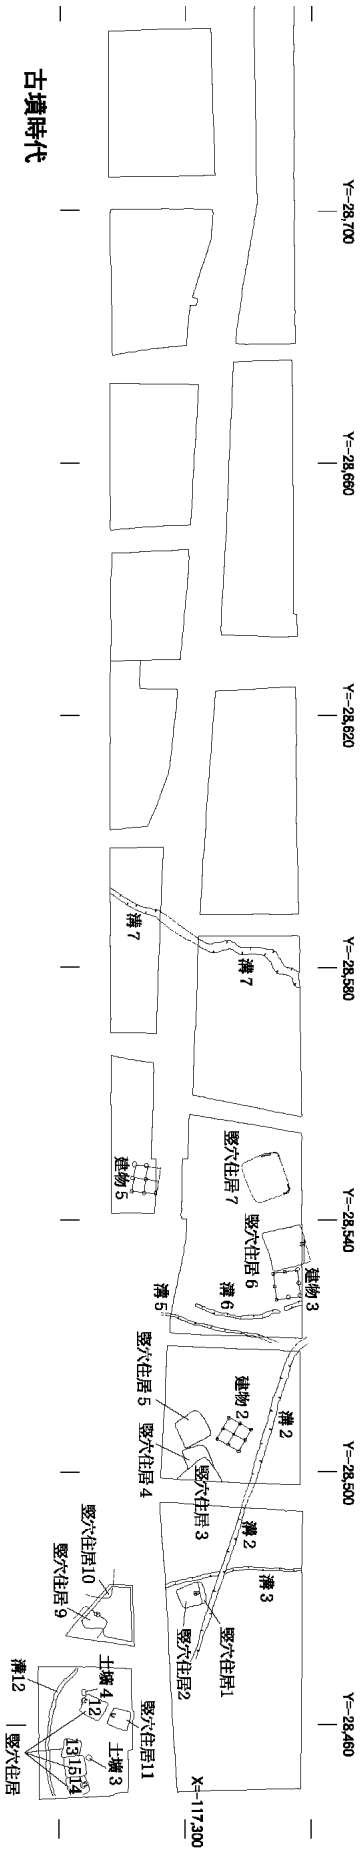 古墳時代
Y=-28,700
Y=-28,660
Y=-28,620
Y=-28,580
Y=-28,540
Y=-28,500
Y=-28,460
X=-117,300
溝7
溝7
竪穴住居7
建物5
竪穴住居6
建物3
溝6
溝5
竪穴住居5
竪穴住居4
建物2
竪穴住居3
溝2
溝2
溝3
竪穴住居1
竪穴住居2
竪穴住居10
竪穴住居9
土壙4
12
竪穴住居11
溝12
土壙3
13
15
14
竪穴住居